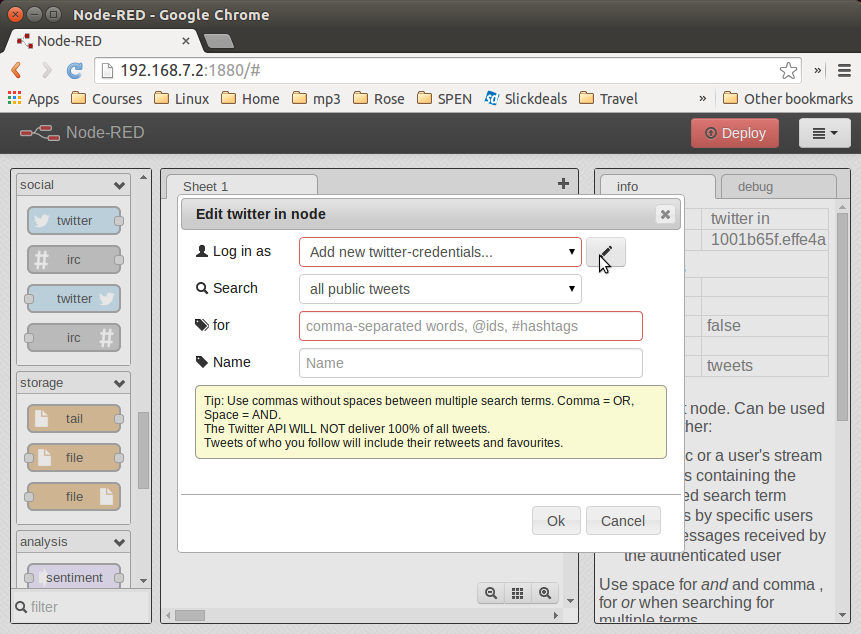 Node-RED - Google Chrome
Node-RED
192.168.7.2:1880/#
Apps Courses Linux Home mp3 Rose SPEN Slickdeals Travel » Other bookmarks
Node-RED Deploy
social
twitter
irc
twitter
irc
storage
tail
file
file
analysis
sentiment
filter
Sheet 1
Edit twitter in node
Log in as Add new twitter-credentials...
Search all public tweets
for comma-separated words, @ids, #hashtags
Name Name
Tip: Use commas without spaces between multiple search terms. Comma = OR,
Space = AND.
The Twitter API WILL NOT deliver 100% of all tweets.
Tweets of who you follow will include their retweets and favourites.
Ok Cancel
info debug
twitter in
1001b65f.effe4a
false
tweets
node. Can be used
her:
c or a user's stream
s containing the
ed search term
s by specific users
essages received by
the authenticated user
Use space for and and comma ,
for or when searching for
multiple terms.